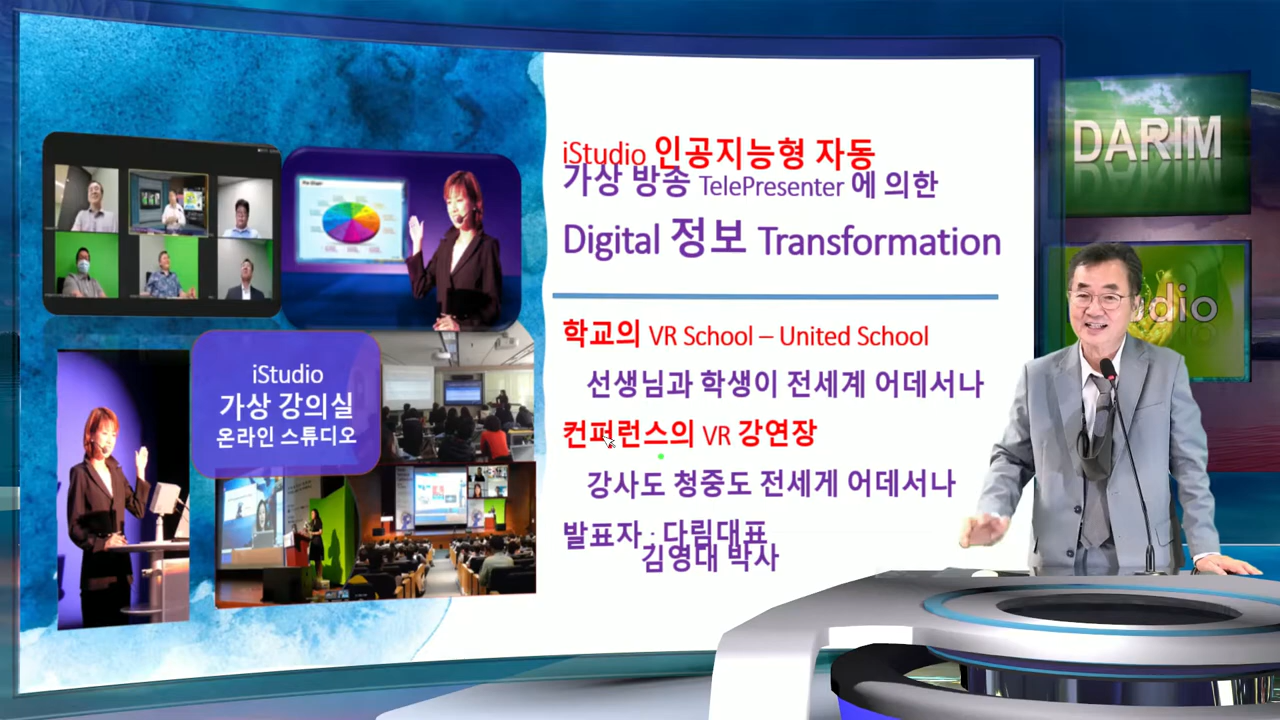 iStudio 인공지능형 자동
가상 방송 TelePresenter 에 의한
Digital 정보 Transformation
학교의 VR School – United School
선생님과 학생이 전세계 어데서나
컨퍼런스의 VR 강연장
강사도 청중도 전세게 어데서나
발표자 : 다림대표
김영대 박사
iStudio
가상 강의실
온라인 스튜디오
DARIM